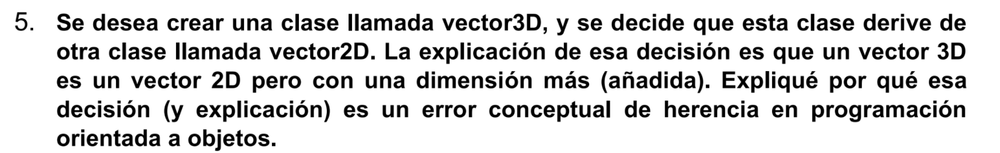 5. Se desea crear una clase llamada vector3D, y se decide que esta clase derive de
otra clase llamada vector2D. La explicación de esa decisión es que un vector 3D
es un vector 2D pero con una dimensión más (añadida). Expliqué por qué esa
decisión (y explicación) es un error conceptual de herencia en programación
orientada a objetos.